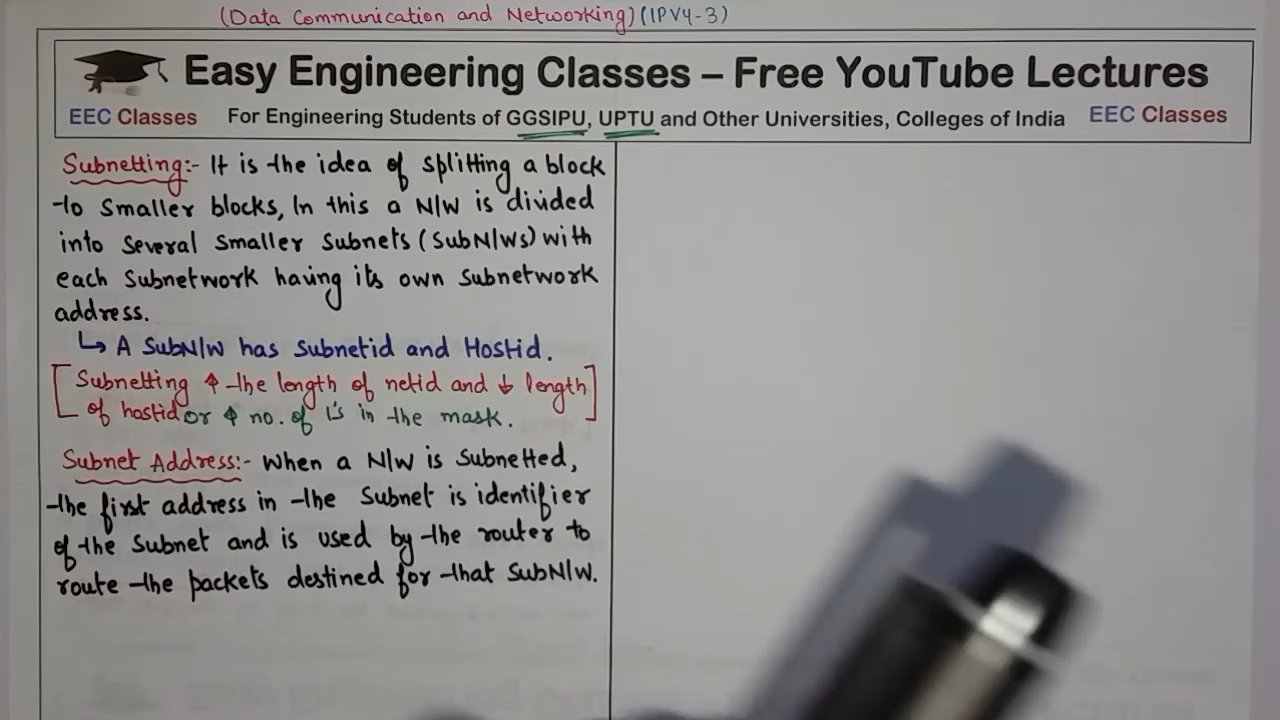 (Data Communication and Networking) (IPV4-3)
Easy Engineering Classes – Free YouTube Lectures
EEC Classes For Engineering Students of GGSIPU, UPTU and Other Universities, Colleges of India EEC Classes
Subnetting:- It is the idea of splitting a block
to smaller blocks, In this a N/W is divided
into several smaller subnets (SubN/Ws) with
each Subnetwork having its own subnetwork
address.
↳ A SubN/W has Subnetid and Hostid.
[Subnetting ↑ the length of netid and ↓ length
of hostid or ↑ no. of 1's in the mask.]
Subnet Address:- When a N/W is Subnetted,
the first address in the Subnet is identifier
of the Subnet and is used by the router to
route the packets destined for that SubN/W.